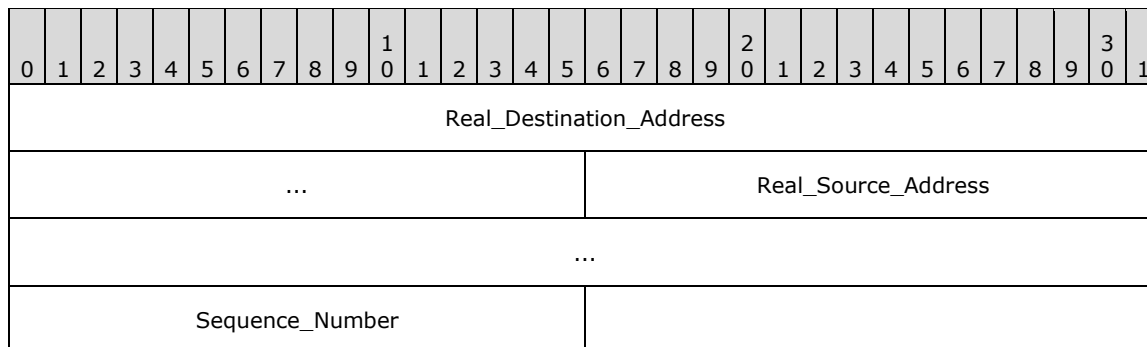 1 2 3
0 1 2 3 4 5 6 7 8 9 0 1 2 3 4 5 6 7 8 9 0 1 2 3 4 5 6 7 8 9 0 1
Real_Destination_Address
... Real_Source_Address
...
Sequence_Number